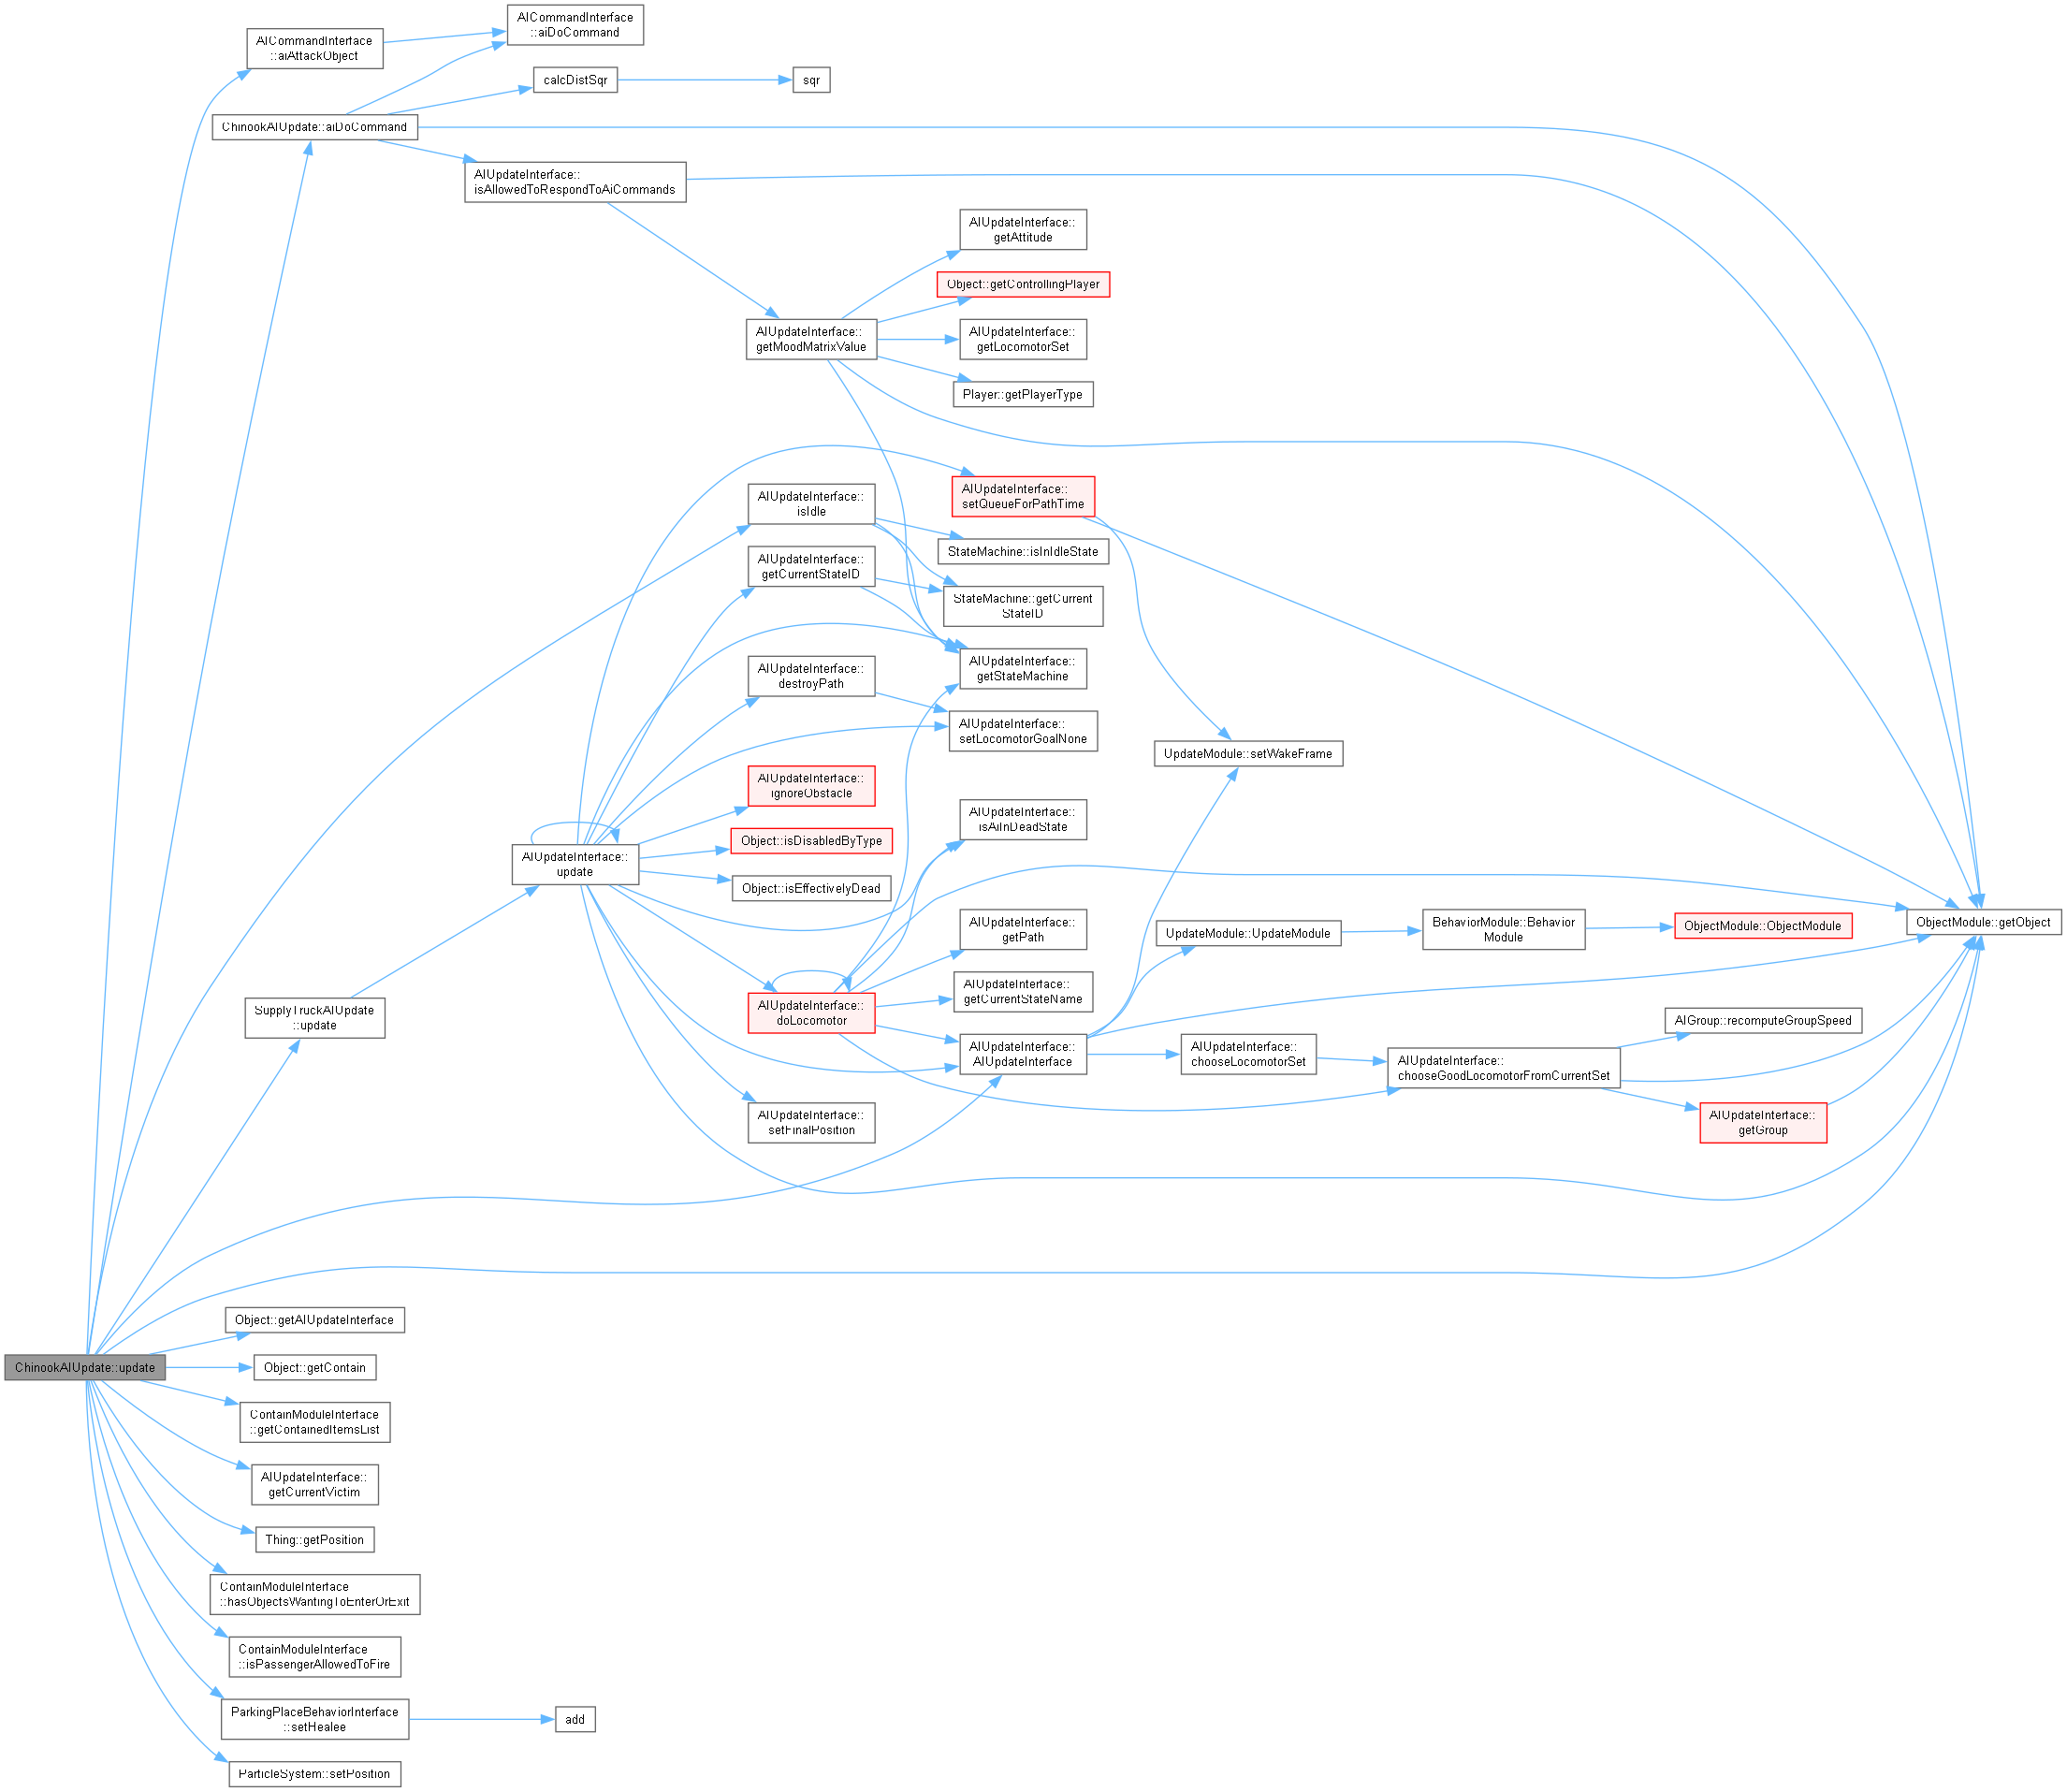 AICommandInterface
::aiDoCommand
AICommandInterface
::aiAttackObject
calcDistSqr
sqr
ChinookAIUpdate::aiDoCommand
AIUpdateInterface::
isAllowedToRespondToAiCommands
AIUpdateInterface::
getAttitude
Object::getControllingPlayer
AIUpdateInterface::
getMoodMatrixValue
AIUpdateInterface::
getLocomotorSet
Player::getPlayerType
AIUpdateInterface::
setQueueForPathTime
AIUpdateInterface::
isIdle
StateMachine::isInIdleState
AIUpdateInterface::
getCurrentStateID
StateMachine::getCurrent
StateID
AIUpdateInterface::
getStateMachine
AIUpdateInterface::
destroyPath
AIUpdateInterface::
setLocomotorGoalNone
UpdateModule::setWakeFrame
AIUpdateInterface::
ignoreObstacle
AIUpdateInterface::
isAiInDeadState
Object::isDisabledByType
AIUpdateInterface::
update
Object::isEffectivelyDead
AIUpdateInterface::
getPath
UpdateModule::UpdateModule
BehaviorModule::Behavior
Module
ObjectModule::ObjectModule
ObjectModule::getObject
AIUpdateInterface::
getCurrentStateName
SupplyTruckAIUpdate
::update
AIUpdateInterface::
doLocomotor
AIUpdateInterface::
AIUpdateInterface
AIUpdateInterface::
chooseLocomotorSet
AIUpdateInterface::
chooseGoodLocomotorFromCurrentSet
AIGroup::recomputeGroupSpeed
AIUpdateInterface::
getGroup
AIUpdateInterface::
setFinalPosition
Object::getAIUpdateInterface
ChinookAIUpdate::update
Object::getContain
ContainModuleInterface
::getContainedItemsList
AIUpdateInterface::
getCurrentVictim
Thing::getPosition
ContainModuleInterface
::hasObjectsWantingToEnterOrExit
ContainModuleInterface
::isPassengerAllowedToFire
ParkingPlaceBehaviorInterface
::setHealee
add
ParticleSystem::setPosition